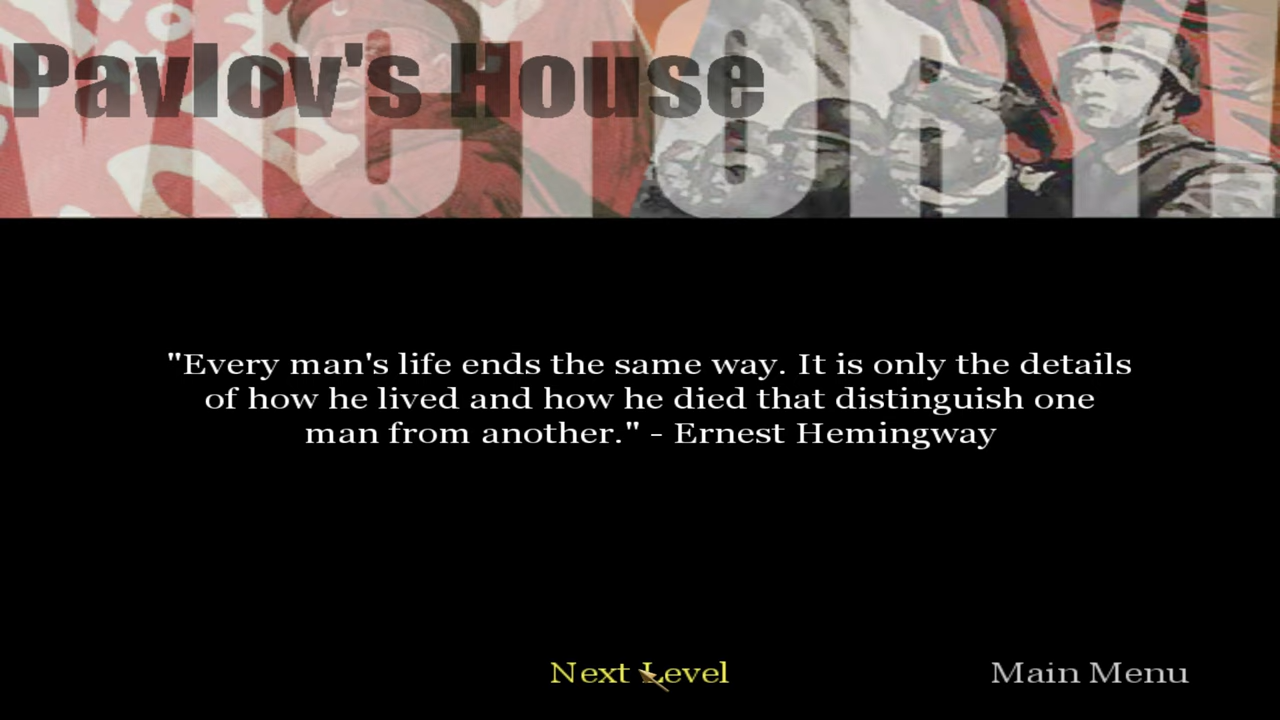 VICTORY!
Pavlov's House
"Every man's life ends the same way. It is only the details
of how he lived and how he died that distinguish one
man from another." - Ernest Hemingway
Next Level
Main Menu